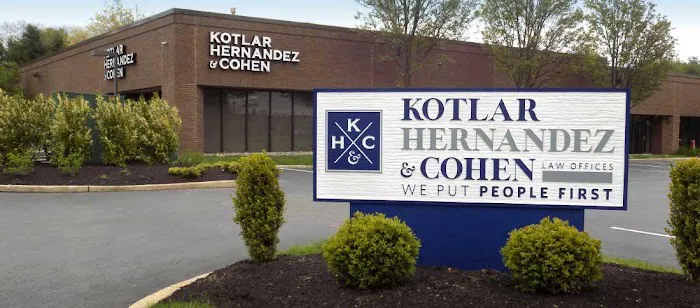 KOTLAR
HERNANDEZ
& COHEN
KOTLAR
HERNANDEZ
& COHEN
K
H C
&
KOTLAR
HERNANDEZ
& COHEN LAW OFFICES
WE PUT PEOPLE FIRST